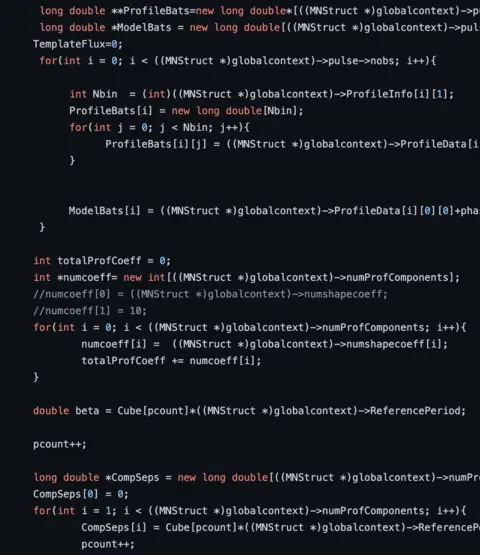 long double **ProfileBats=new long double*[((MNStruct *)globalcontext)->pu
long double *ModelBats = new long double[((MNStruct *)globalcontext)->puls
TemplateFlux=0;
for(int i = 0; i < ((MNStruct *)globalcontext)->pulse->nobs; i++){
int Nbin = (int)((MNStruct *)globalcontext)->ProfileInfo[i][1];
ProfileBats[i] = new long double[Nbin];
for(int j = 0; j < Nbin; j++){
ProfileBats[i][j] = ((MNStruct *)globalcontext)->ProfileData[i
}
ModelBats[i] = ((MNStruct *)globalcontext)->ProfileData[i][0][0]+pha
}
int totalProfCoeff = 0;
int *numcoeff= new int[((MNStruct *)globalcontext)->numProfComponents];
//numcoeff[0] = ((MNStruct *)globalcontext)->numshapecoeff;
//numcoeff[1] = 10;
for(int i = 0; i < ((MNStruct *)globalcontext)->numProfComponents; i++){
numcoeff[i] = ((MNStruct *)globalcontext)->numshapecoeff[i];
totalProfCoeff += numcoeff[i];
}
double beta = Cube[pcount]*((MNStruct *)globalcontext)->ReferencePeriod;
pcount++;
long double *CompSeps = new long double[((MNStruct *)globalcontext)->numPro
CompSeps[0] = 0;
for(int i = 1; i < ((MNStruct *)globalcontext)->numProfComponents; i++){
CompSeps[i] = Cube[pcount]*((MNStruct *)globalcontext)->ReferenceP
pcount++;